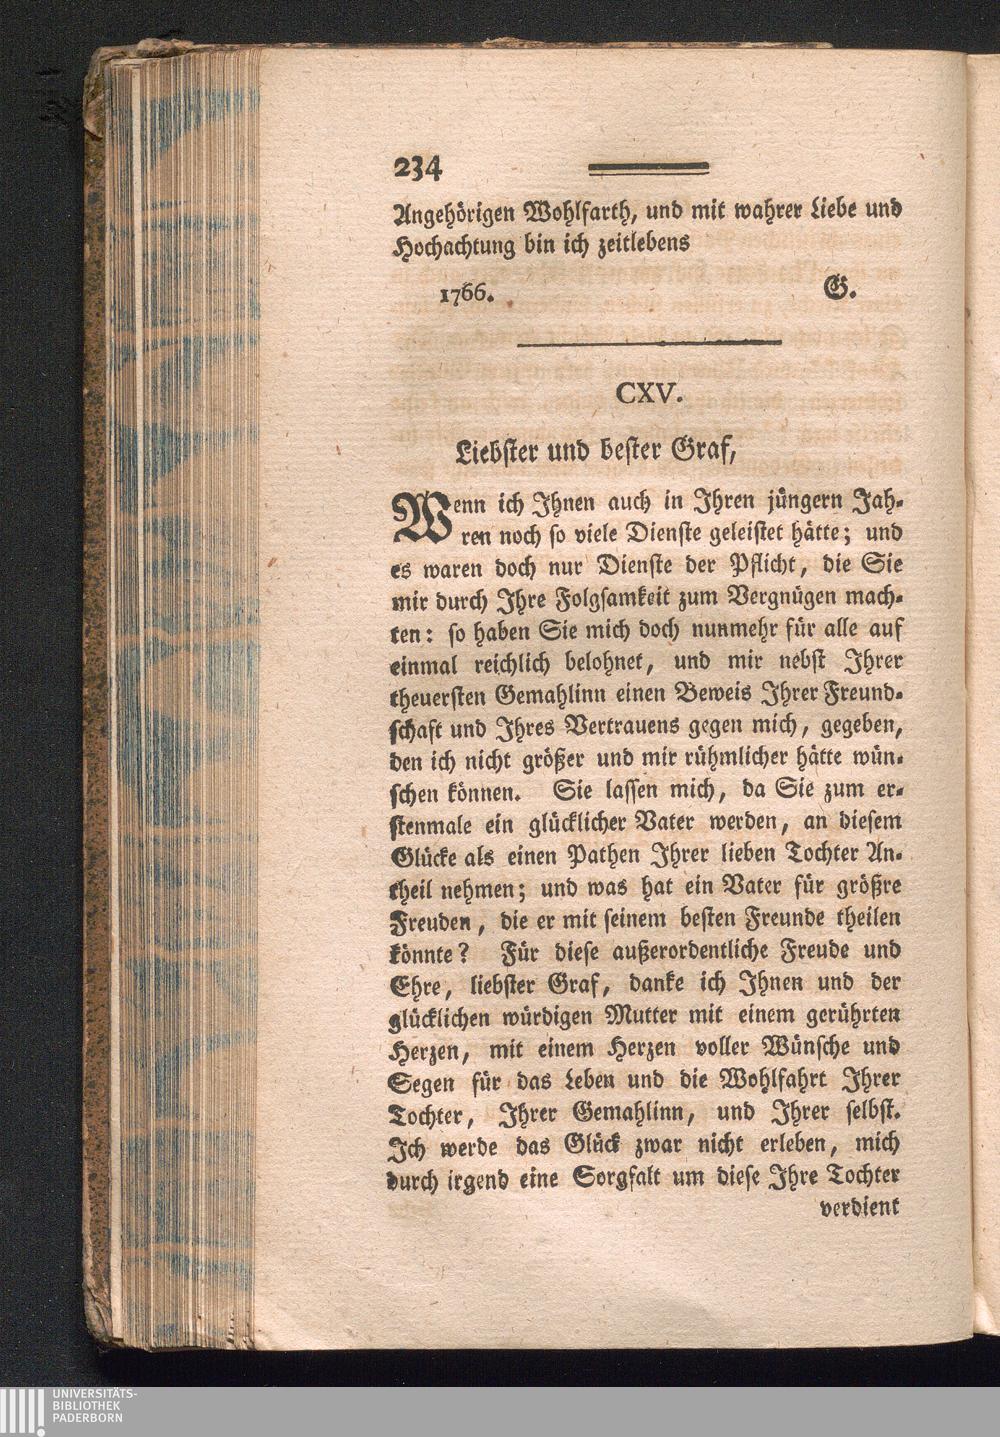 234
Angehörigen Wohlfarth, und mit wahrer Liebe und
Hochachtung bin ich zeitlebens
1766. G.
CXV.
Liebster und bester Graf,
Wenn ich Ihnen auch in Ihren jüngern Jah-
ren noch so viele Dienste geleistet hätte; und
es waren doch nur Dienste der Pflicht, die Sie
mir durch Ihre Folgsamkeit zum Vergnügen mach-
ten: so haben Sie mich doch nunmehr für alle auf
einmal reichlich belohnet, und mir nebst Ihrer
theuersten Gemahlinn einen Beweis Ihrer Freund-
schaft und Ihres Vertrauens gegen mich, gegeben,
den ich nicht größer und mir rühmlicher hätte wün-
schen können. Sie lassen mich, da Sie zum er-
stenmale ein glücklicher Vater werden, an diesem
Glücke als einen Pathen Ihrer lieben Tochter An-
theil nehmen; und was hat ein Vater für größre
Freuden, die er mit seinem besten Freunde theilen
könnte? Für diese außerordentliche Freude und
Ehre, liebster Graf, danke ich Ihnen und der
glücklichen würdigen Mutter mit einem gerührten
Herzen, mit einem Herzen voller Wünsche und
Segen für das Leben und die Wohlfahrt Ihrer
Tochter, Ihrer Gemahlinn, und Ihrer selbst.
Ich werde das Glück zwar nicht erleben, mich
durch irgend eine Sorgfalt um diese Ihre Tochter
verdient
UNIVERSITÄTS-
BIBLIOTHEK
PADERBORN